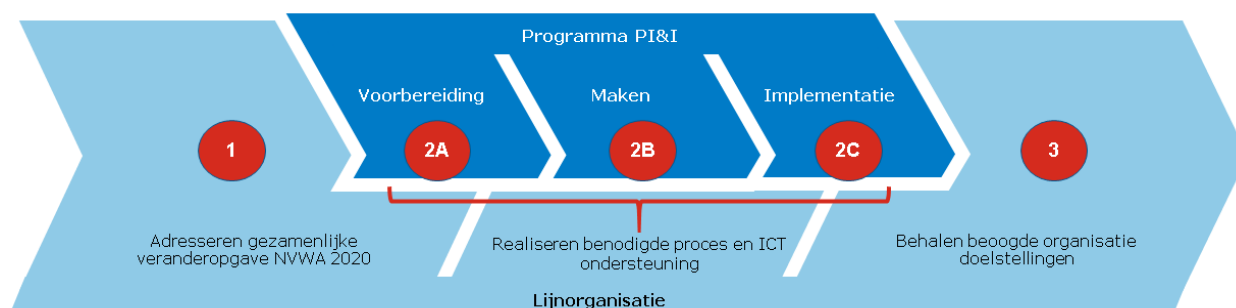 Programma PI&I
Voorbereiding
Maken
Implementatie
1
2A
2B
2C
3
Adresseren gezamenlijke
veranderopgave NVWA 2020
Realiseren benodigde proces en ICT
ondersteuning
Behalen beoogde organisatie
doelstellingen
Lijnorganisatie